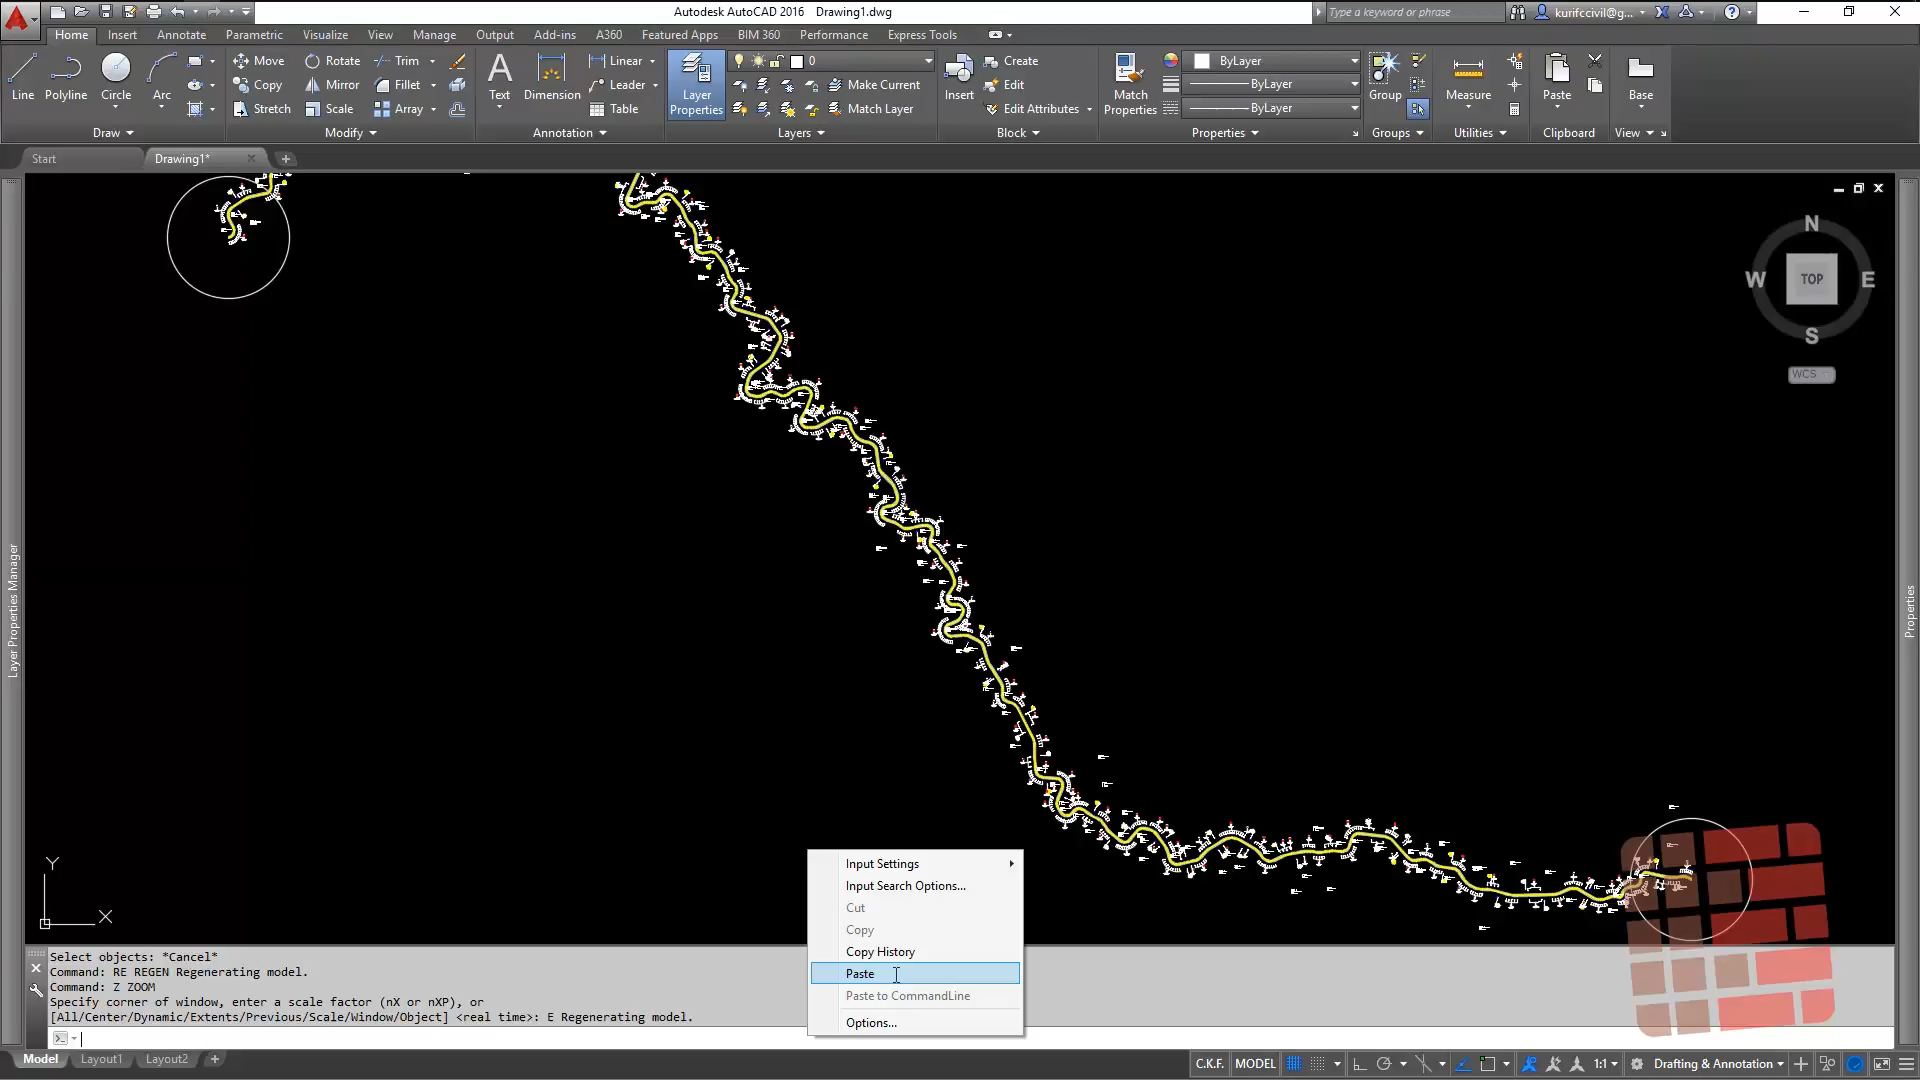 Autodesk AutoCAD 2016 Drawing1.dwg
Type a keyword or phrase
kurifccivil@g...
Home Insert Annotate Parametric Visualize View Manage Output Add-ins A360 Featured Apps BIM 360 Performance Express Tools
Line Polyline Circle Arc
Move Rotate Trim
Copy Mirror Fillet
Stretch Scale Array
Text Dimension
Linear
Leader
Table
Layer Properties
0
Make Current
Match Layer
Insert
Create
Edit
Edit Attributes
Match Properties
ByLayer
ByLayer
ByLayer
Group
Measure
Paste
Base
Draw Modify Annotation Layers Block Properties Groups Utilities Clipboard View
Start Drawing1*
N
W TOP E
S
WCS
Layer Properties Manager
Properties
Y
X
Input Settings
Input Search Options...
Cut
Copy
Copy History
Paste
Paste to CommandLine
Options...
Select objects: *Cancel*
Command: RE REGEN Regenerating model.
Command: Z ZOOM
Specify corner of window, enter a scale factor (nX or nXP), or
[All/Center/Dynamic/Extents/Previous/Scale/Window/Object] <real time>: E Regenerating model.
Model Layout1 Layout2
C.K.F. MODEL 1:1 Drafting & Annotation